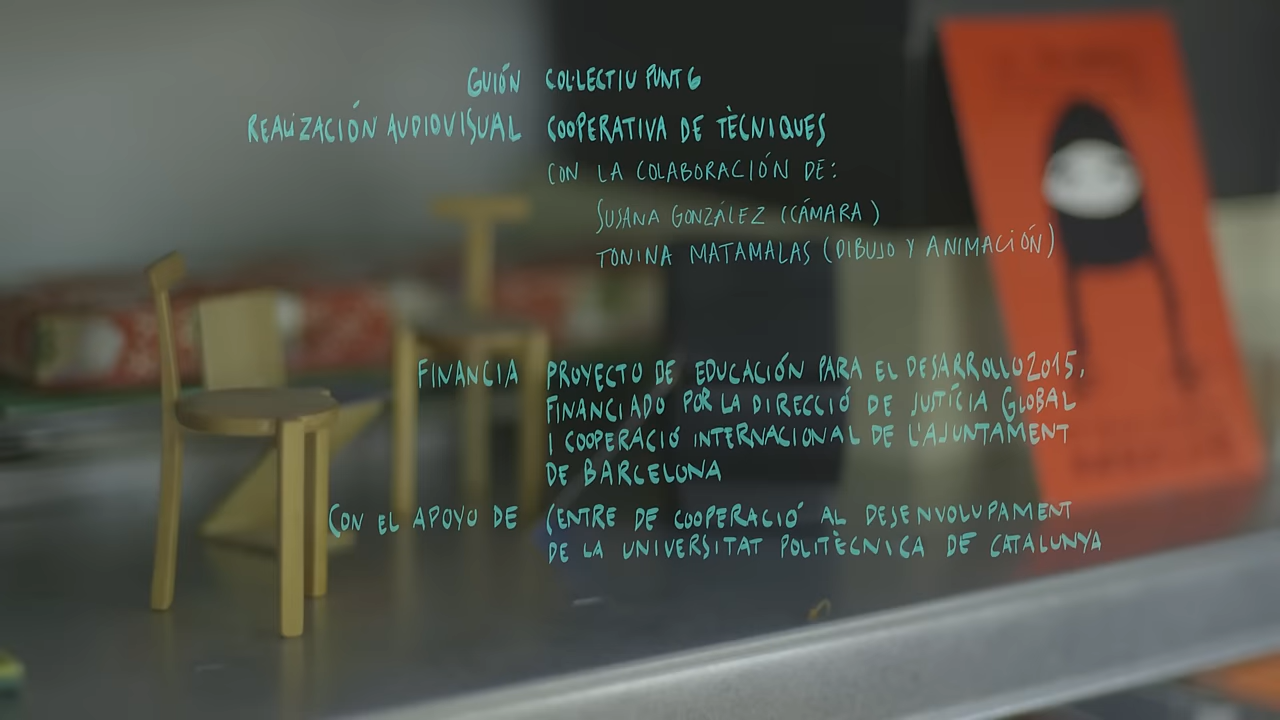 GUIÓN COL·LECTIU PUNT 6
REALIZACIÓN AUDIOVISUAL COOPERATIVA DE TÈCNIQUES
CON LA COLABORACIÓN DE:
SUSANA GONZÁLEZ (CÁMARA)
TONINA MATAMALAS (DIBUJO Y ANIMACIÓN)
FINANCIA PROYECTO DE EDUCACIÓN PARA EL DESARROLLO 2015,
FINANCIADO POR LA DIRECCIÓ DE JUSTÍCIA GLOBAL
I COOPERACIÓ INTERNACIONAL DE L'AJUNTAMENT
DE BARCELONA
CON EL APOYO DE CENTRE DE COOPERACIÓ AL DESENVOLUPAMENT
DE LA UNIVERSITAT POLITÈCNICA DE CATALUNYA